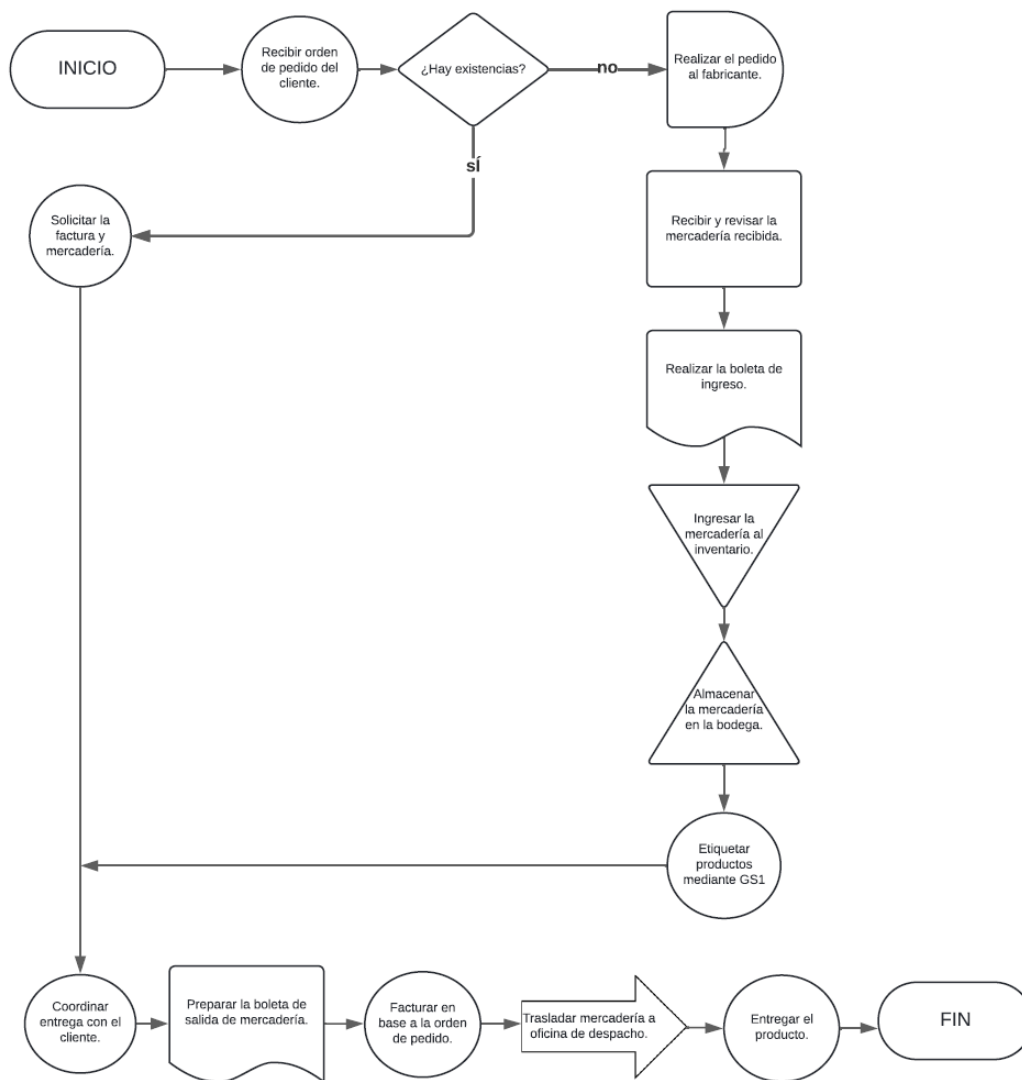 INICIO
Recibir orden
de pedido del
cliente.
¿Hay existencias?
no
Realizar el pedido
al fabricante.
sÍ
Solicitar la
factura y
mercadería.
Recibir y revisar la
mercadería recibida.
Realizar la boleta de
ingreso.
Ingresar la
mercadería al
inventario.
Almacenar
la mercadería
en la bodega.
Etiquetar
productos
mediante GS1
Coordinar
entrega con el
cliente.
Preparar la boleta de
salida de mercadería.
Facturar en
base a la orden
de pedido.
Trasladar mercadería a
oficina de despacho.
Entregar el
producto.
FIN